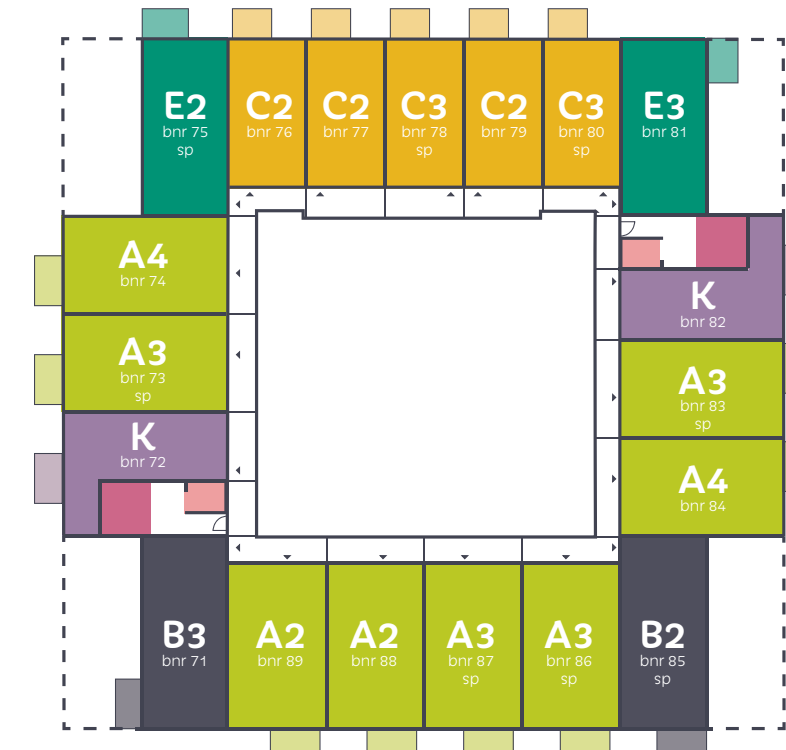 E2
bnr 75
sp
C2
bnr 76
C2
bnr 77
C3
bnr 78
sp
C2
bnr 79
C3
bnr 80
sp
E3
bnr 81
A4
bnr 74
K
bnr 82
A3
bnr 73
sp
A3
bnr 83
sp
K
bnr 72
A4
bnr 84
B3
bnr 71
A2
bnr 89
A2
bnr 88
A3
bnr 87
sp
A3
bnr 86
sp
B2
bnr 85
sp